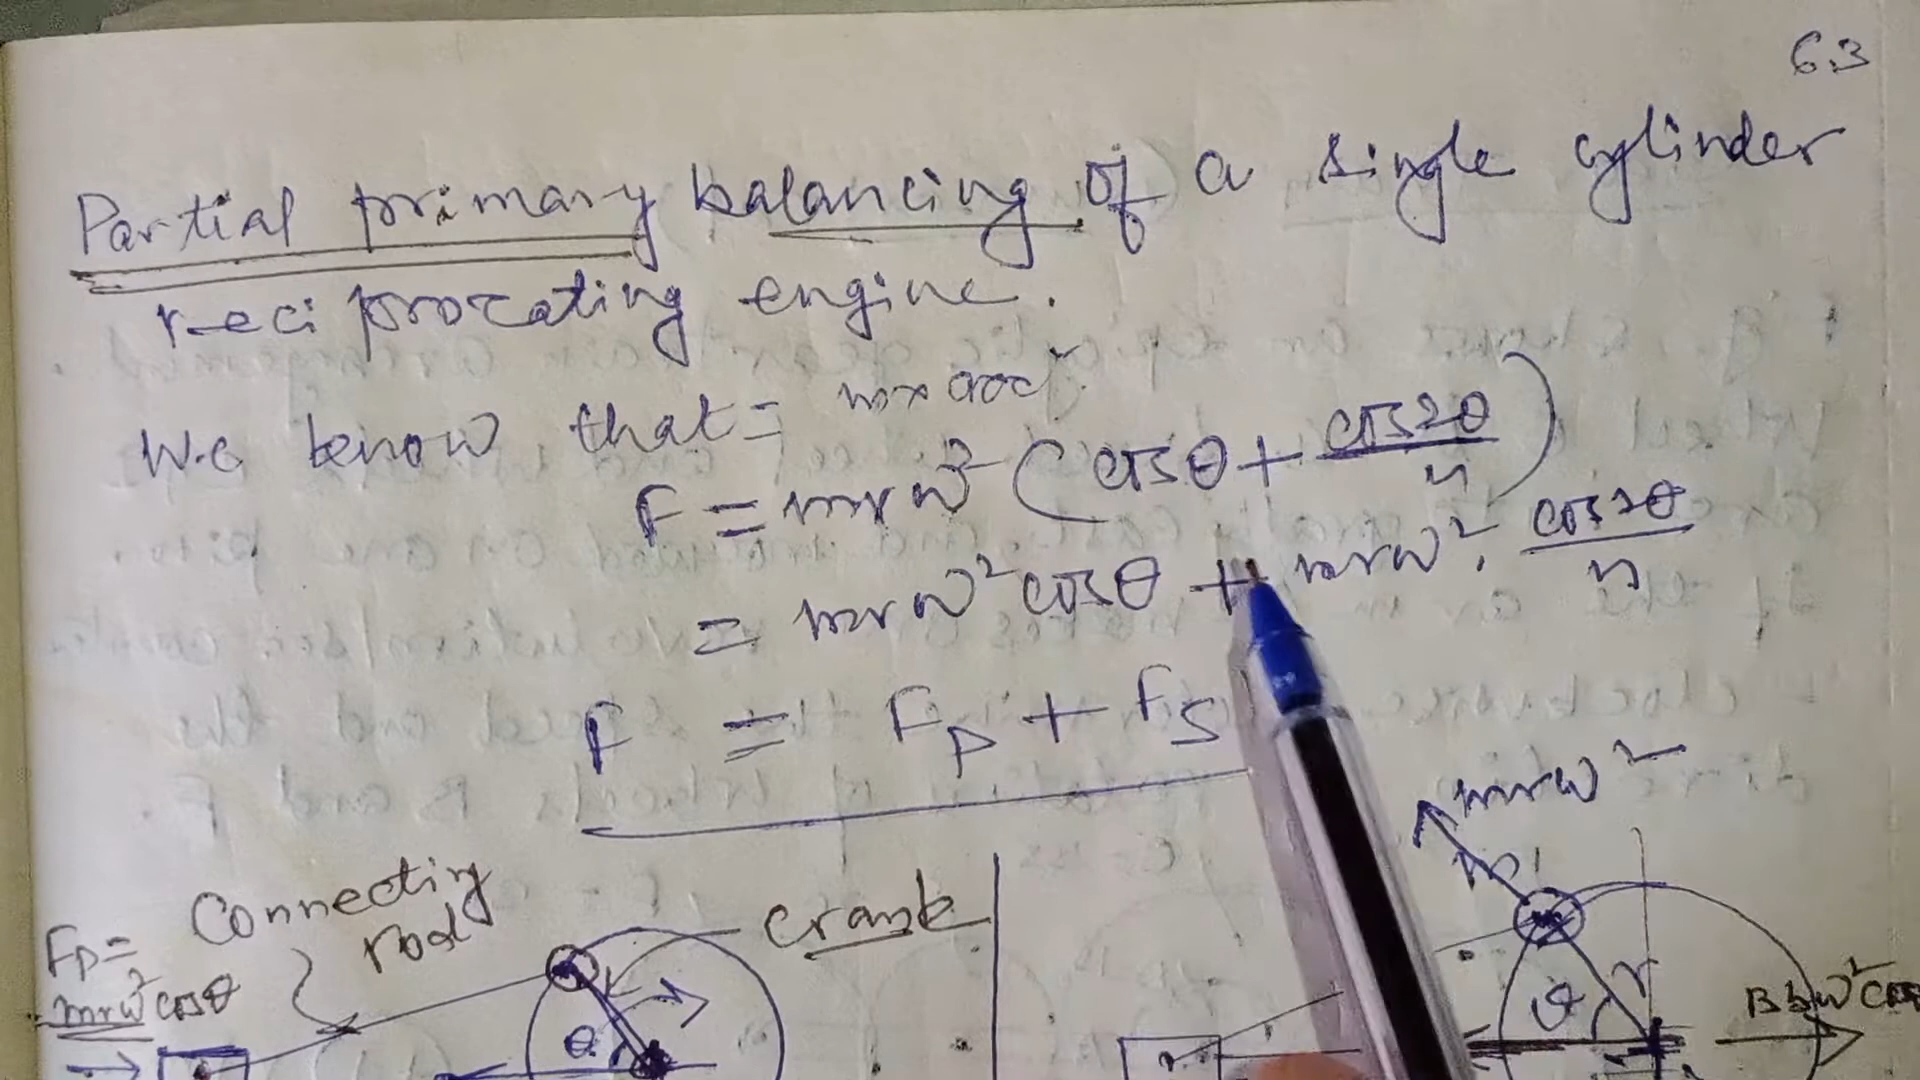 6.3
Partial primary balancing of a single cylinder
reciprocating engine.
We know that = m×accⁿ
F = mrω² (cosθ + cos2θ/n)
= mrω² cosθ + mrω². cos2θ/n
F = Fp + Fs
mrω²
Connecting
rod
crank
m
Fp=
mrω² cosθ
θ
θ
r
Bbω² cos